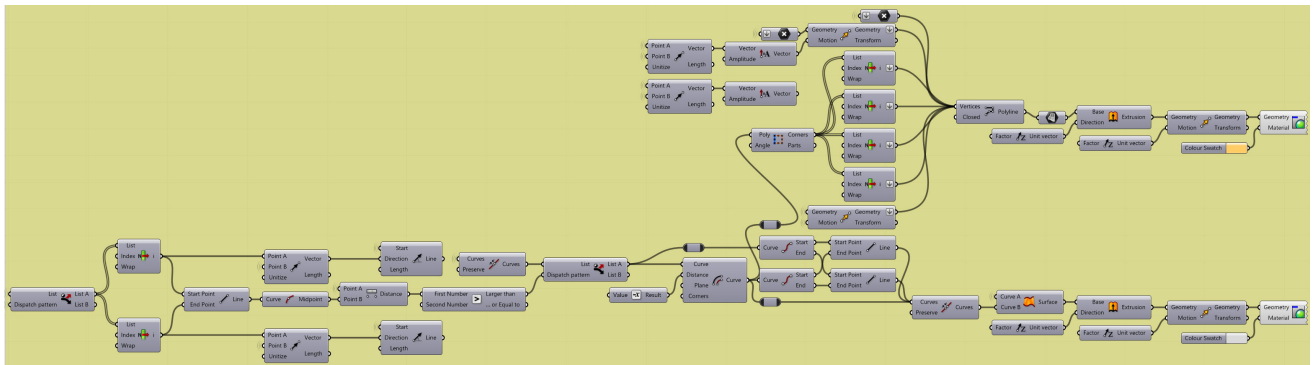 Point A
Point B
Unitize
Vector
Length
Vector
Amplitude
Vector
Geometry
Motion
Geometry
Transform
Point A
Point B
Unitize
Vector
Length
Vector
Amplitude
Vector
List
Index
Wrap
i
List
Index
Wrap
i
List
Index
Wrap
i
List
Index
Wrap
i
Poly
Angle
Corners
Parts
Vertices
Closed
Polyline
Factor
Unit vector
Base
Direction
Extrusion
Factor
Unit vector
Geometry
Motion
Geometry
Transform
Geometry
Material
Colour Swatch
Geometry
Motion
Geometry
Transform
List
Dispatch pattern
List A
List B
List
Index
Wrap
i
List
Index
Wrap
i
Start Point
End Point
Line
Point A
Point B
Unitize
Vector
Length
Start
Direction
Length
Line
Curve
Midpoint
Point A
Point B
Distance
First Number
Second Number
Larger than
... or Equal to
Point A
Point B
Unitize
Vector
Length
Start
Direction
Length
Line
Curves
Preserve
Curves
List
Dispatch pattern
List A
List B
Value
-X
Result
Curve
Distance
Plane
Corners
Curve
Curve
Start
End
Curve
Start
End
Start Point
End Point
Line
Start Point
End Point
Line
Curves
Preserve
Curves
Curve A
Curve B
Surface
Factor
Unit vector
Base
Direction
Extrusion
Factor
Unit vector
Geometry
Motion
Geometry
Transform
Geometry
Material
Colour Swatch